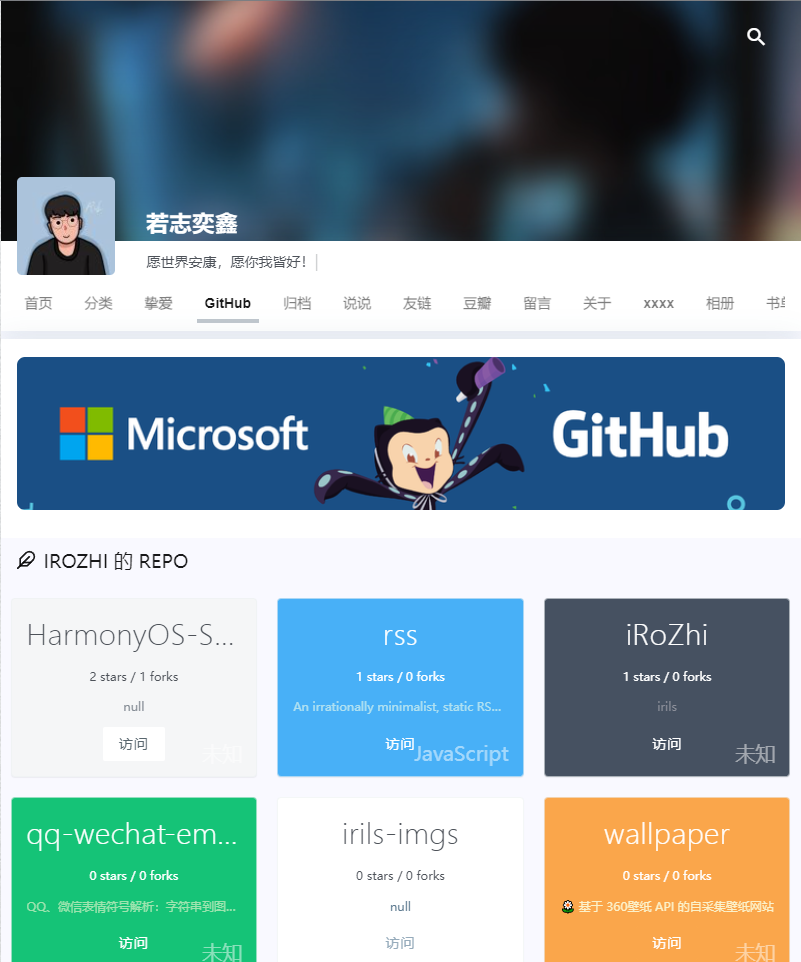 若志奕鑫
愿世界安康，愿你我皆好！
首页 分类 挚爱 GitHub 归档 说说 友链 豆瓣 留言 关于 xxxx 相册 书单
Microsoft GitHub
IROZHI 的 REPO
HarmonyOS-S...
2 stars / 1 forks
null
访问
未知
rss
1 stars / 0 forks
An irrationally minimalist, static RS...
访问
JavaScript
iRoZhi
1 stars / 0 forks
irils
访问
未知
qq-wechat-em...
0 stars / 0 forks
QQ、微信表情符号解析：字符串到图...
访问
未知
irils-imgs
0 stars / 0 forks
null
访问
wallpaper
0 stars / 0 forks
基于 360壁纸 API 的自采集壁纸网站
访问
未知